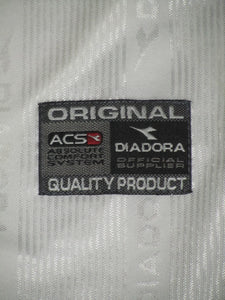 ORIGINAL
ACS
ABSOLUTE
COMFORT
SYSTEM
DIADORA
OFFICIAL
SUPPLIER
QUALITY PRODUCT